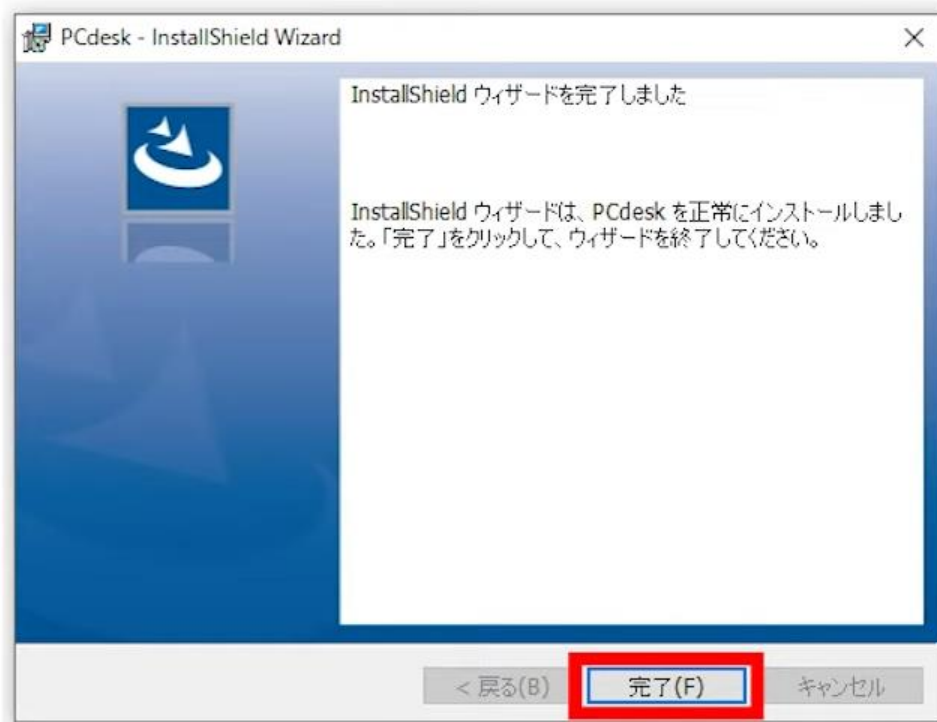 PCdesk - InstallShield Wizard
InstallShield ウィザードを完了しました
InstallShield ウィザードは、PCdesk を正常にインストールしまし
た。「完了」をクリックして、ウィザードを終了してください。
< 戻る(B)
完了(F)
キャンセル